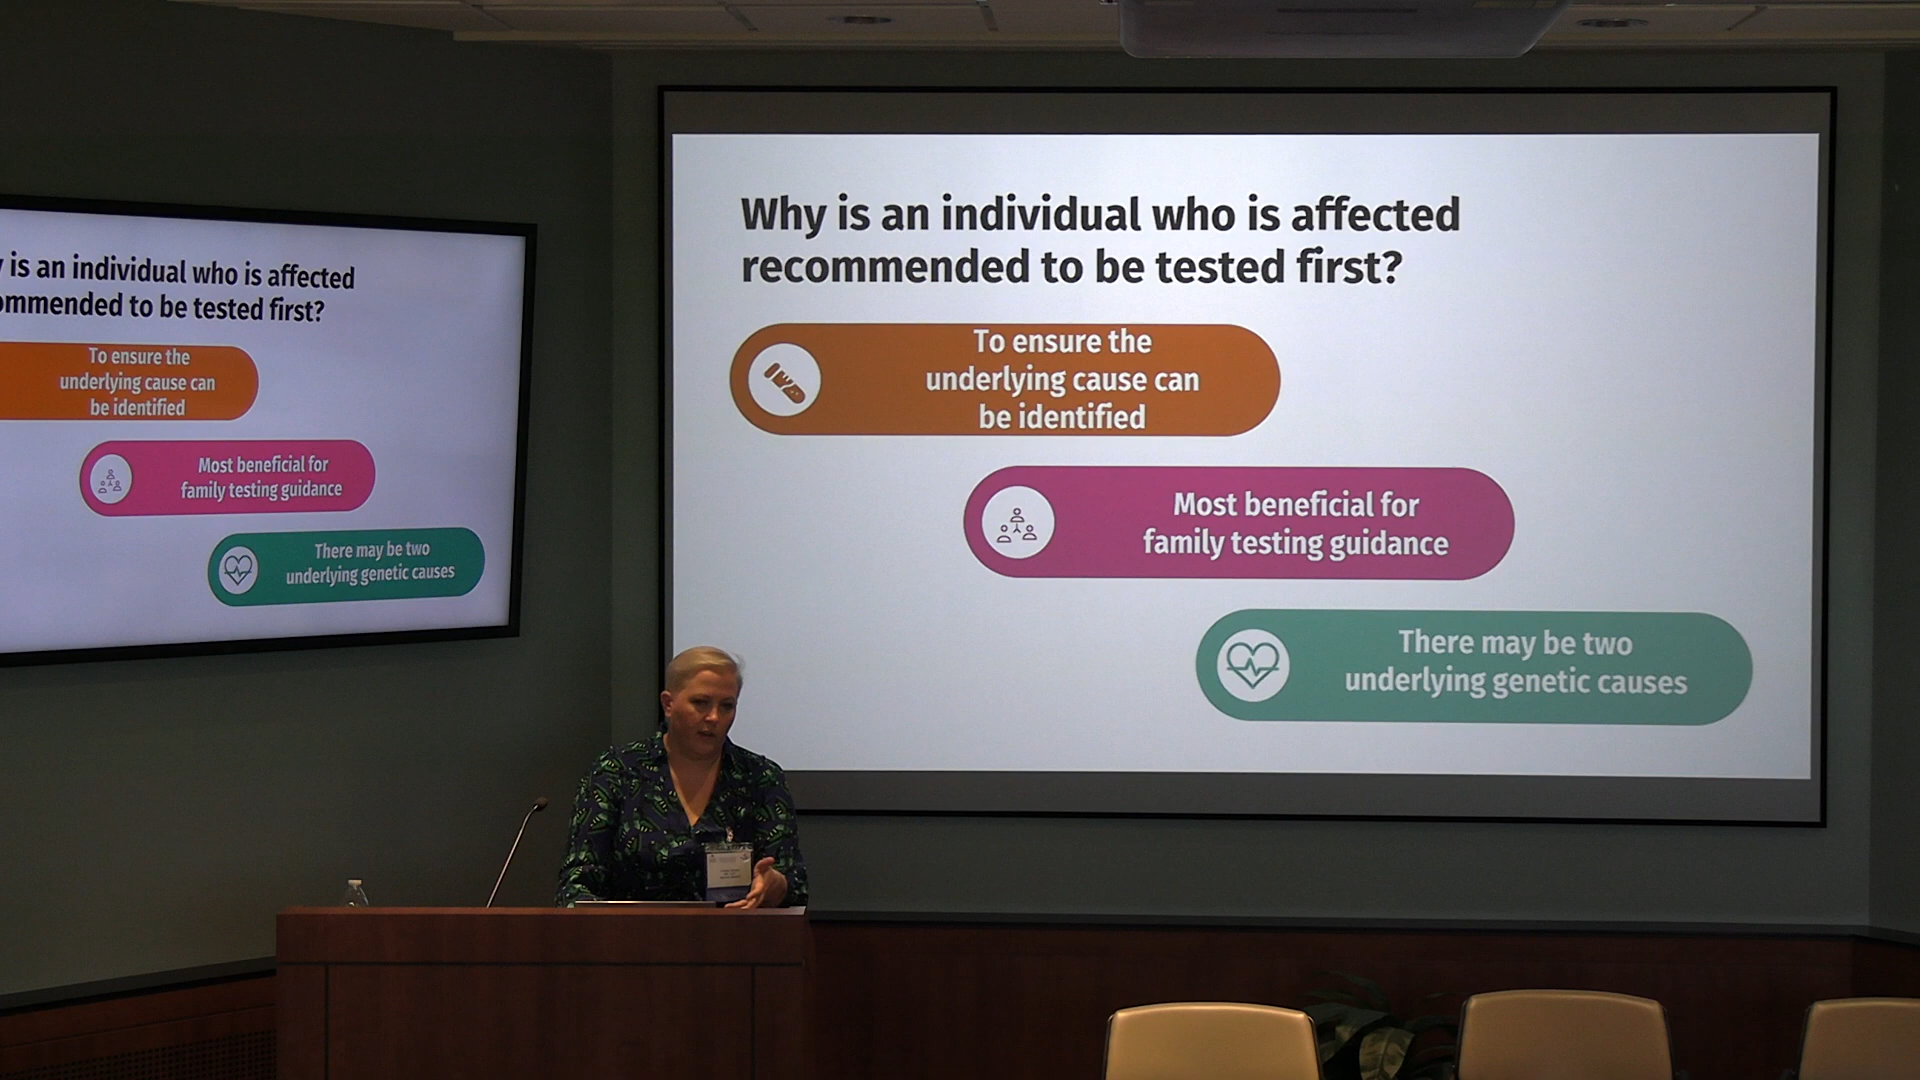 Why is an individual who is affected
recommended to be tested first?
To ensure the
underlying cause can
be identified
Most beneficial for
family testing guidance
There may be two
underlying genetic causes
is an individual who is affected
ommended to be tested first?
To ensure the
underlying cause can
be identified
Most beneficial for
family testing guidance
There may be two
underlying genetic causes